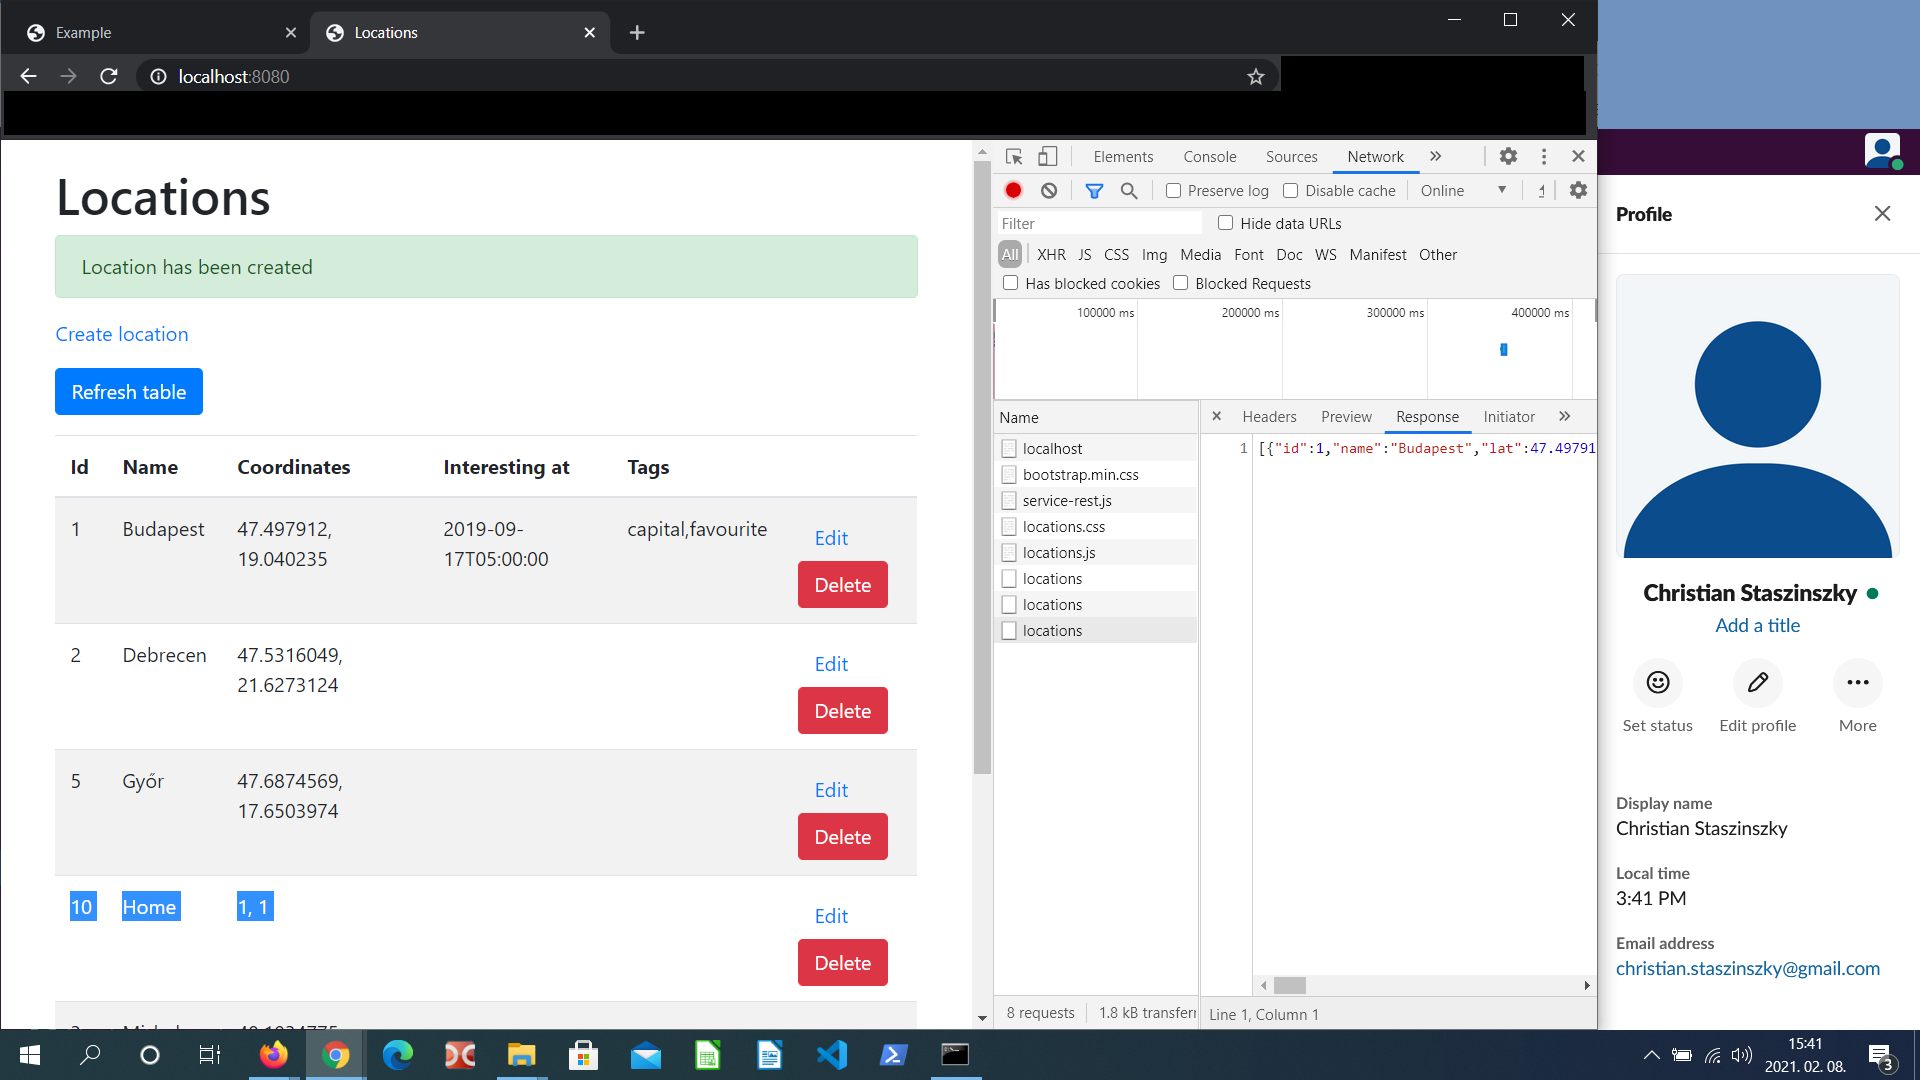 Example
Locations
localhost:8080
Locations
Location has been created
Create location
Refresh table
Id Name Coordinates Interesting at Tags
1 Budapest 47.497912, 2019-09- capital,favourite Edit
19.040235 17T05:00:00
Delete
2 Debrecen 47.5316049, Edit
21.6273124
Delete
5 Győr 47.6874569, Edit
17.6503974
Delete
10 Home 1, 1 Edit
Delete
Elements Console Sources Network
Preserve log Disable cache Online
Filter Hide data URLs
All XHR JS CSS Img Media Font Doc WS Manifest Other
Has blocked cookies Blocked Requests
100000 ms 200000 ms 300000 ms 400000 ms
Name
localhost
bootstrap.min.css
service-rest.js
locations.css
locations.js
locations
locations
locations
8 requests 1.8 kB transferr
Headers Preview Response Initiator
1 [{"id":1,"name":"Budapest","lat":47.49791
Line 1, Column 1
Profile
Christian Staszinszky
Add a title
Set status Edit profile More
Display name
Christian Staszinszky
Local time
3:41 PM
Email address
christian.staszinszky@gmail.com
15:41
2021. 02. 08.
3